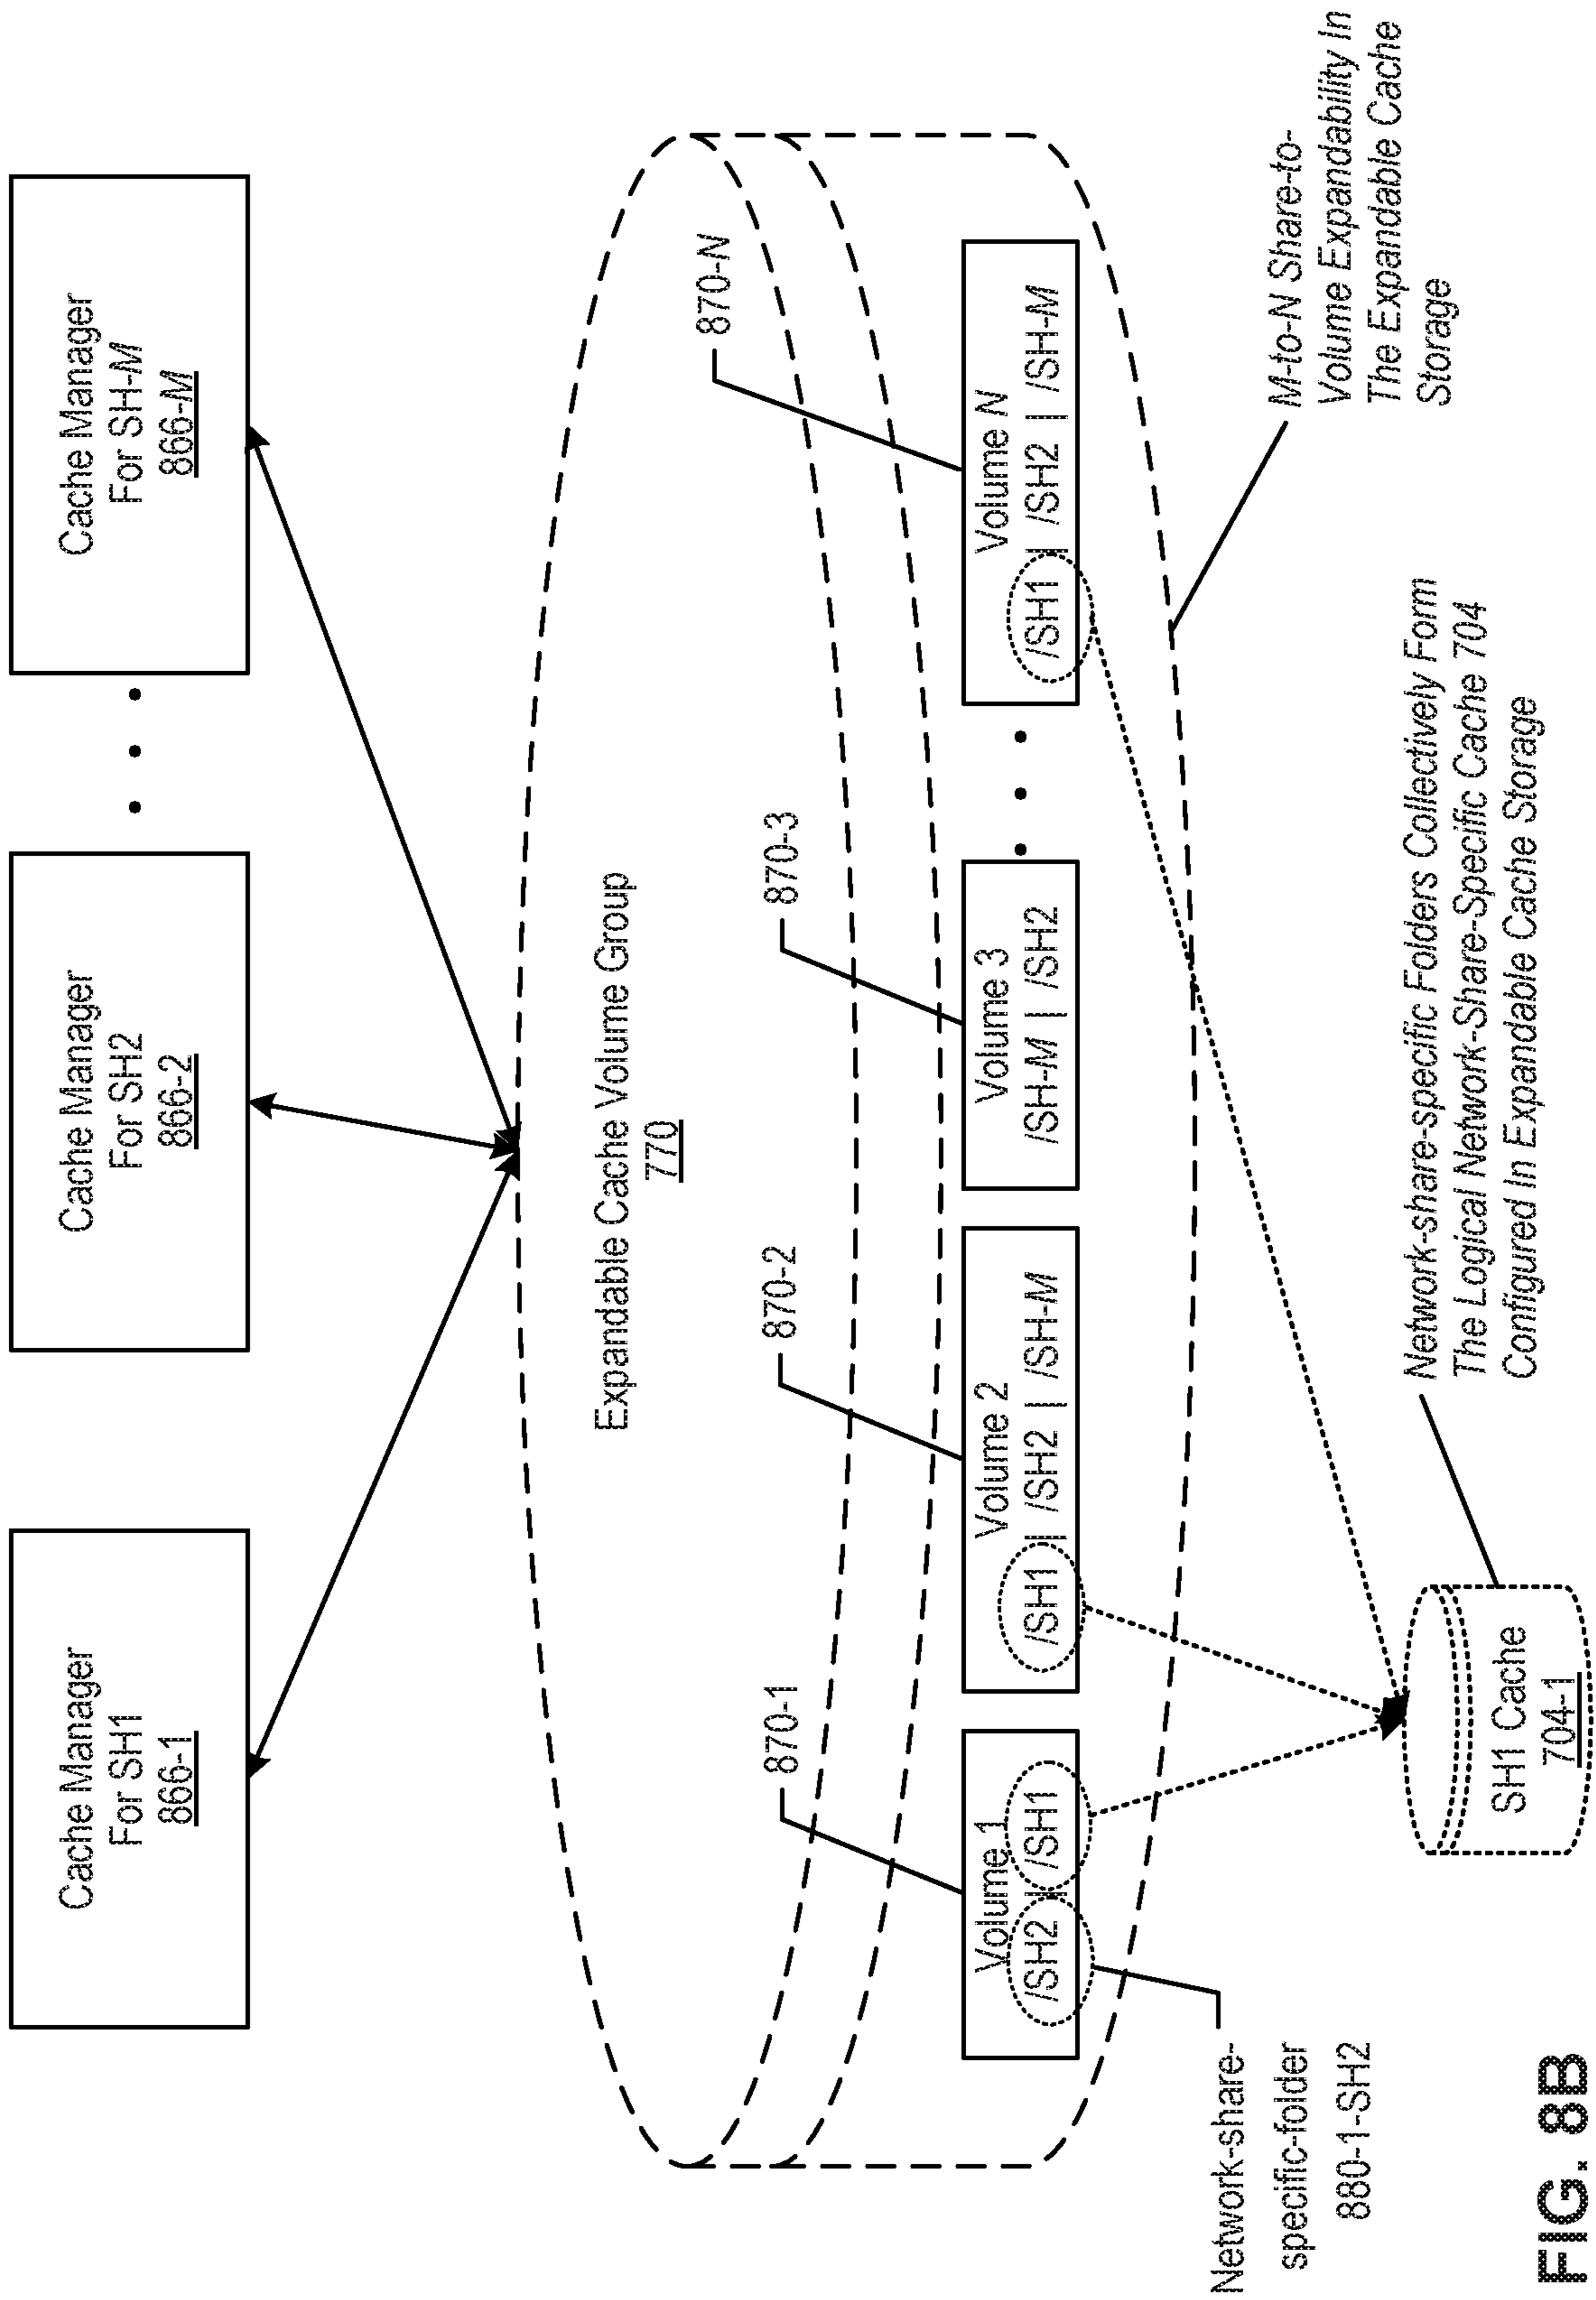 Cache Manager
For SH1
866-1
Cache Manager
For SH2
866-2
• • •
Cache Manager
For SH-M
866-M
Expandable Cache Volume Group
770
870-1
870-2
870-3
870-N
Volume 1
/SH2 | /SH1
Volume 2
/SH1 | /SH2 | /SH-M
Volume 3
/SH-M | /SH2
• • •
Volume N
/SH1 | /SH2 | /SH-M
Network-share-
specific-folder
880-1-SH2
M-to-N Share-to-
Volume Expandability In
The Expandable Cache
Storage
SH1 Cache
704-1
Network-share-specific Folders Collectively Form
The Logical Network-Share-Specific Cache 704
Configured In Expandable Cache Storage
FIG. 8B